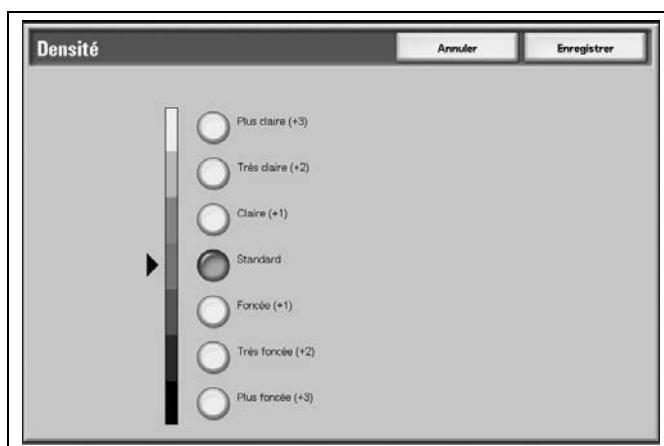 Densité
Annuler
Enregistrer
Plus claire (+3)
Très claire (+2)
Claire (+1)
Standard
Foncée (+1)
Très foncée (+2)
Plus foncée (+3)